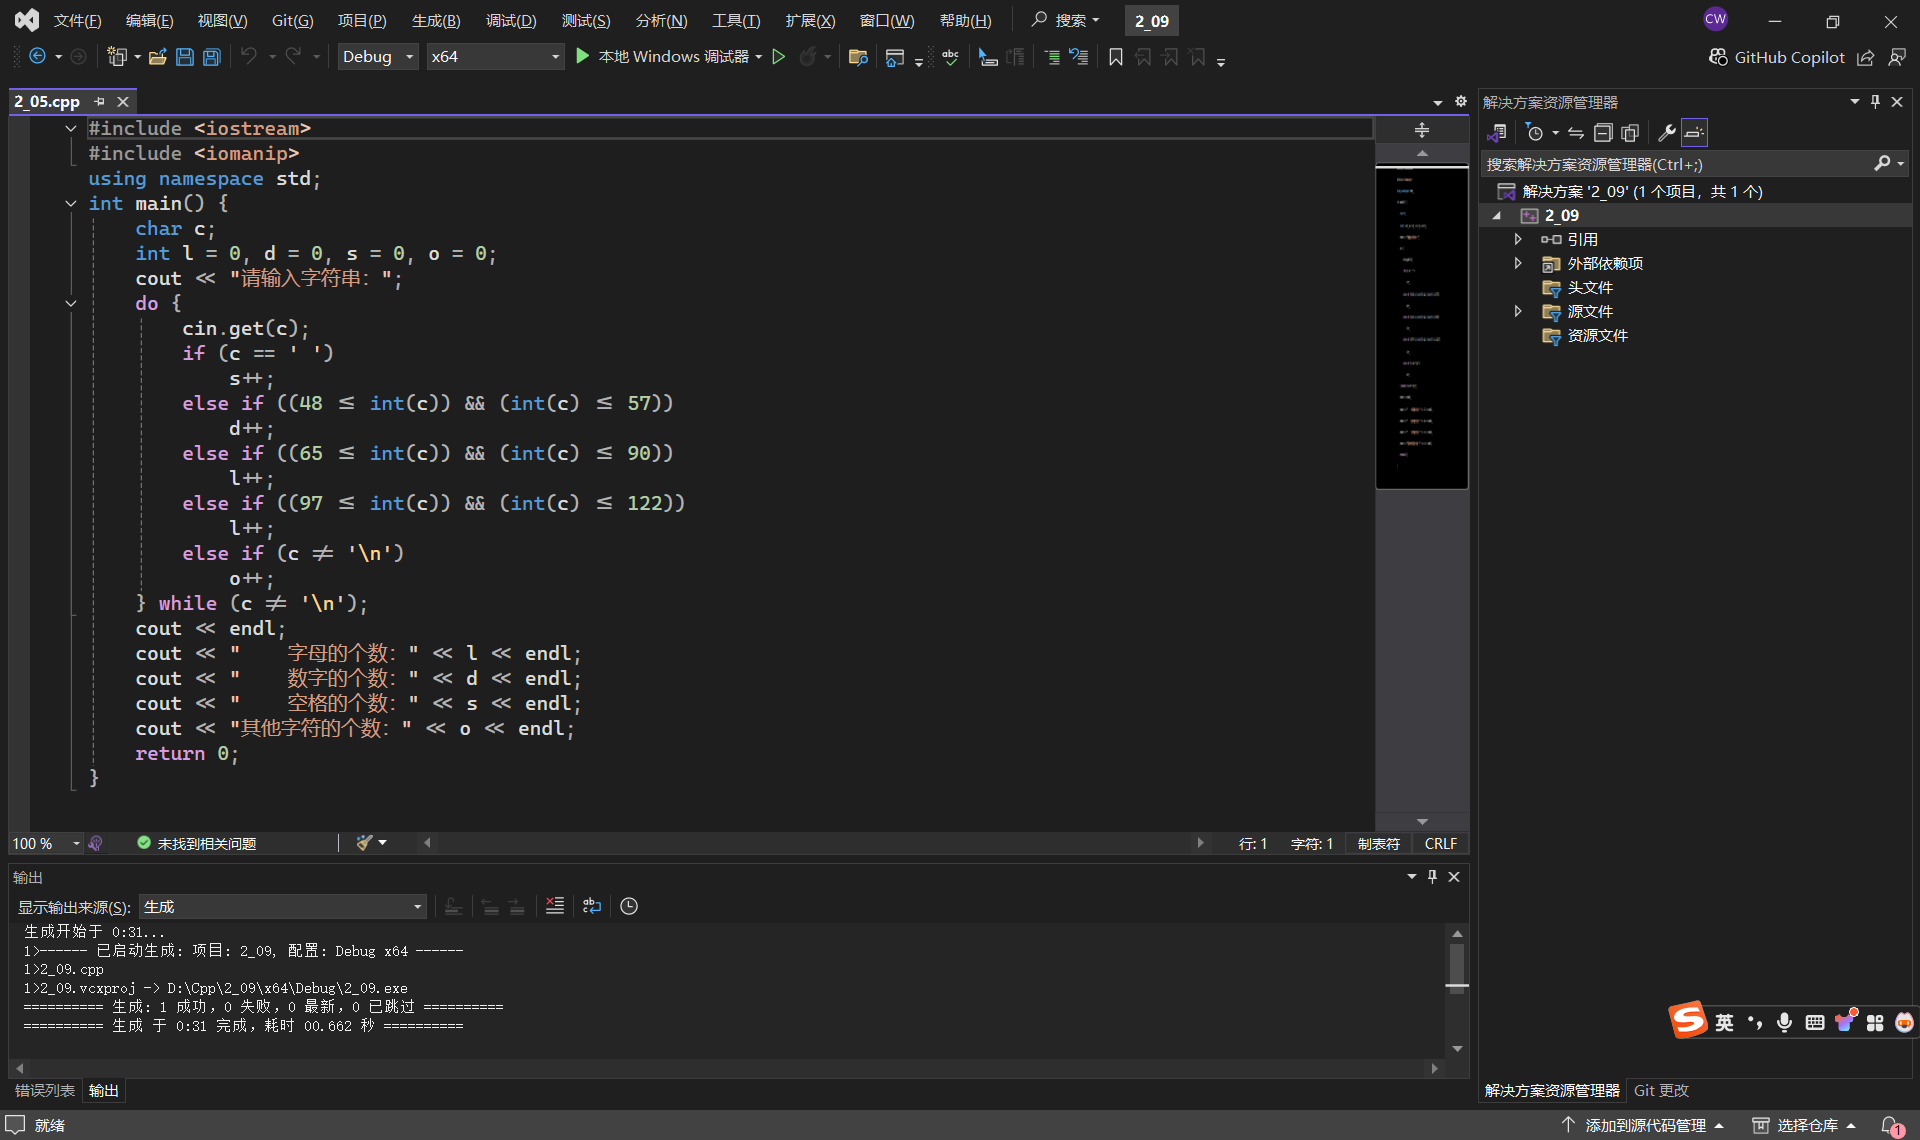 文件(F) 编辑(E) 视图(V) Git(G) 项目(P) 生成(B) 调试(D) 测试(S) 分析(N) 工具(T) 扩展(X) 窗口(W) 帮助(H) 搜索 2_09 CW
Debug x64 本地 Windows 调试器 GitHub Copilot
2_05.cpp
#include <iostream>
#include <iomanip>
using namespace std;
int main() {
    char c;
    int l = 0, d = 0, s = 0, o = 0;
    cout << "请输入字符串: ";
    do {
        cin.get(c);
        if (c == ' ')
            s++;
        else if ((48 <= int(c)) && (int(c) <= 57))
            d++;
        else if ((65 <= int(c)) && (int(c) <= 90))
            l++;
        else if ((97 <= int(c)) && (int(c) <= 122))
            l++;
        else if (c != '\n')
            o++;
    } while (c != '\n');
    cout << endl;
    cout << "    字母的个数: " << l << endl;
    cout << "    数字的个数: " << d << endl;
    cout << "    空格的个数: " << s << endl;
    cout << "其他字符的个数: " << o << endl;
    return 0;
}
100 % 未找到相关问题 行: 1 字符: 1 制表符 CRLF
输出
显示输出来源(S): 生成
生成开始于 0:31...
1>------ 已启动生成: 项目: 2_09, 配置: Debug x64 ------
1>2_09.cpp
1>2_09.vcxproj -> D:\Cpp\2_09\x64\Debug\2_09.exe
========== 生成: 1 成功，0 失败，0 最新，0 已跳过 ==========
========== 生成 于 0:31 完成，耗时 00.662 秒 ==========
错误列表 输出
解决方案资源管理器
搜索解决方案资源管理器(Ctrl+;)
解决方案 '2_09' (1 个项目，共 1 个)
2_09
引用
外部依赖项
头文件
源文件
资源文件
英
解决方案资源管理器 Git 更改
就绪 添加到源代码管理 选择仓库 1